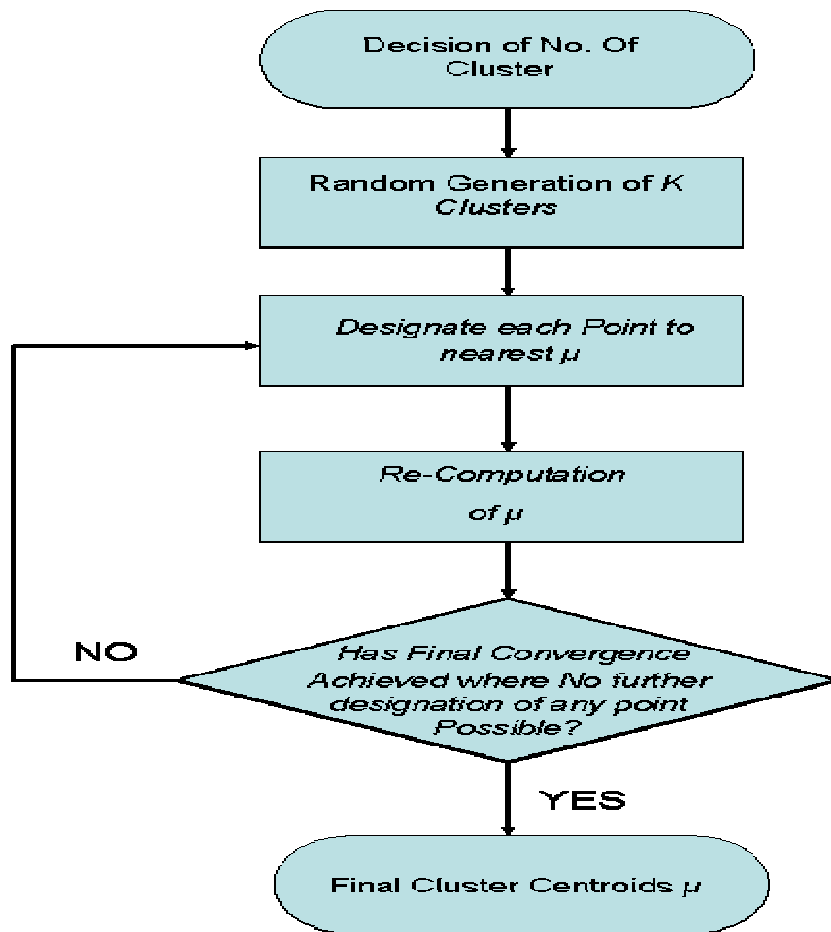 Decision of No. Of
Cluster
Random Generation of K
Clusters
Designate each Point to
nearest μ
Re-Computation
of μ
Has Final Convergence
Achieved where No further
designation of any point
Possible?
NO
YES
Final Cluster Centroids μ